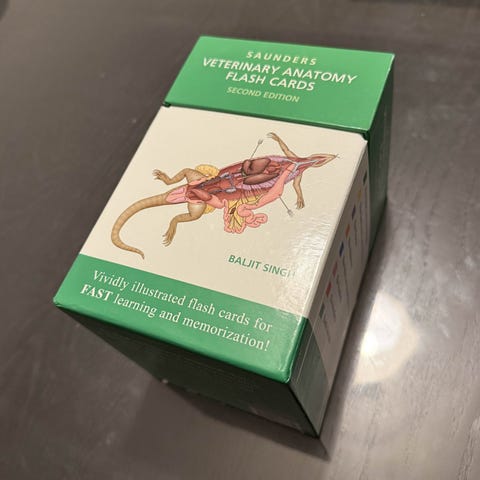 SAUNDERS
VETERINARY ANATOMY
FLASH CARDS
SECOND EDITION
BALJIT SINGH
Vividly illustrated flash cards for
FAST learning and memorization!